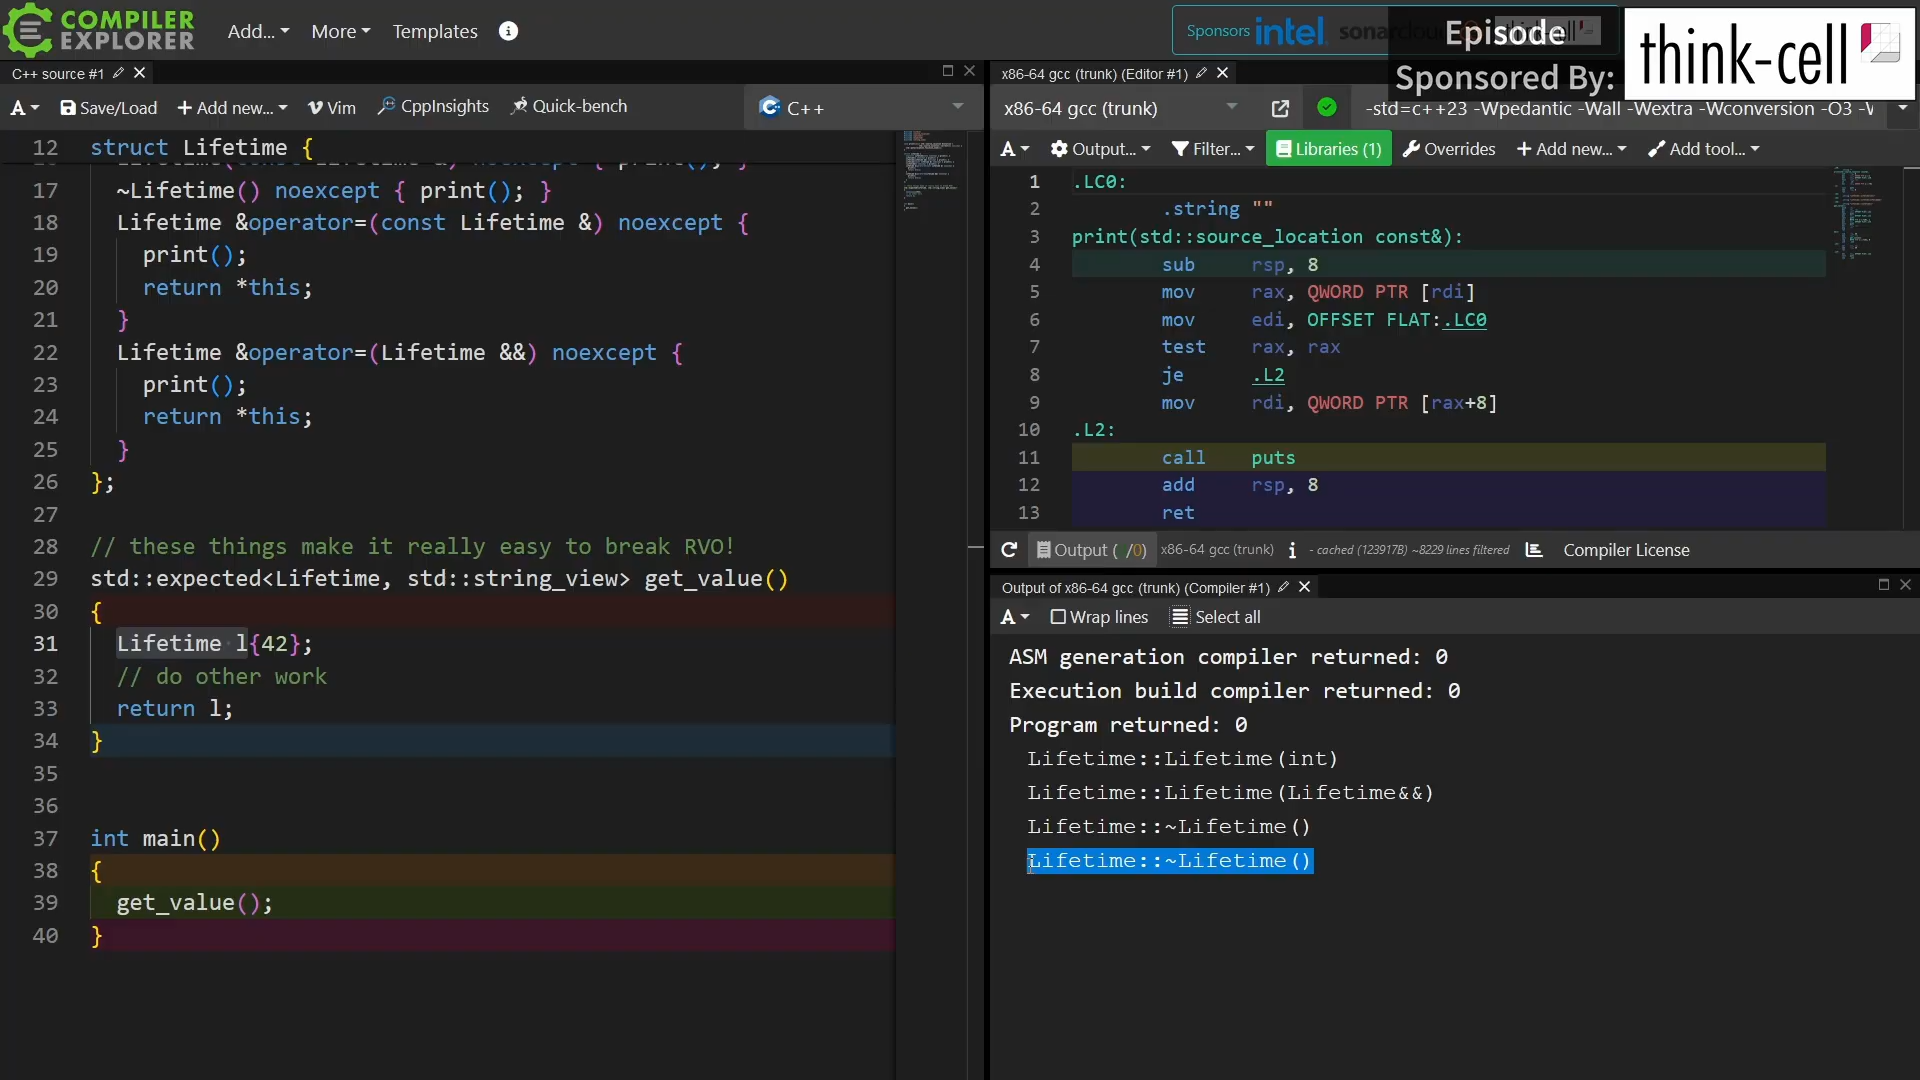 COMPILER EXPLORER
Add... More Templates
Sponsors intel
Episode
Sponsored By:
think-cell
C++ source #1
A Save/Load + Add new... Vim CppInsights Quick-bench C++
12 struct Lifetime {
17 ~Lifetime() noexcept { print(); }
18 Lifetime &operator=(const Lifetime &) noexcept {
19 print();
20 return *this;
21 }
22 Lifetime &operator=(Lifetime &&) noexcept {
23 print();
24 return *this;
25 }
26 };
27
28 // these things make it really easy to break RVO!
29 std::expected<Lifetime, std::string_view> get_value()
30 {
31 Lifetime l{42};
32 // do other work
33 return l;
34 }
35
36
37 int main()
38 {
39 get_value();
40 }
x86-64 gcc (trunk) (Editor #1)
x86-64 gcc (trunk) -std=c++23 -Wpedantic -Wall -Wextra -Wconversion -O3
A Output... Filter... Libraries (1) Overrides + Add new... Add tool...
1 .LC0:
2 .string ""
3 print(std::source_location const&):
4 sub rsp, 8
5 mov rax, QWORD PTR [rdi]
6 mov edi, OFFSET FLAT:.LC0
7 test rax, rax
8 je .L2
9 mov rdi, QWORD PTR [rax+8]
10 .L2:
11 call puts
12 add rsp, 8
13 ret
Output ( /0) x86-64 gcc (trunk) i - cached (123917B) ~8229 lines filtered Compiler License
Output of x86-64 gcc (trunk) (Compiler #1)
A Wrap lines Select all
ASM generation compiler returned: 0
Execution build compiler returned: 0
Program returned: 0
Lifetime::Lifetime(int)
Lifetime::Lifetime(Lifetime&&)
Lifetime::~Lifetime()
Lifetime::~Lifetime()